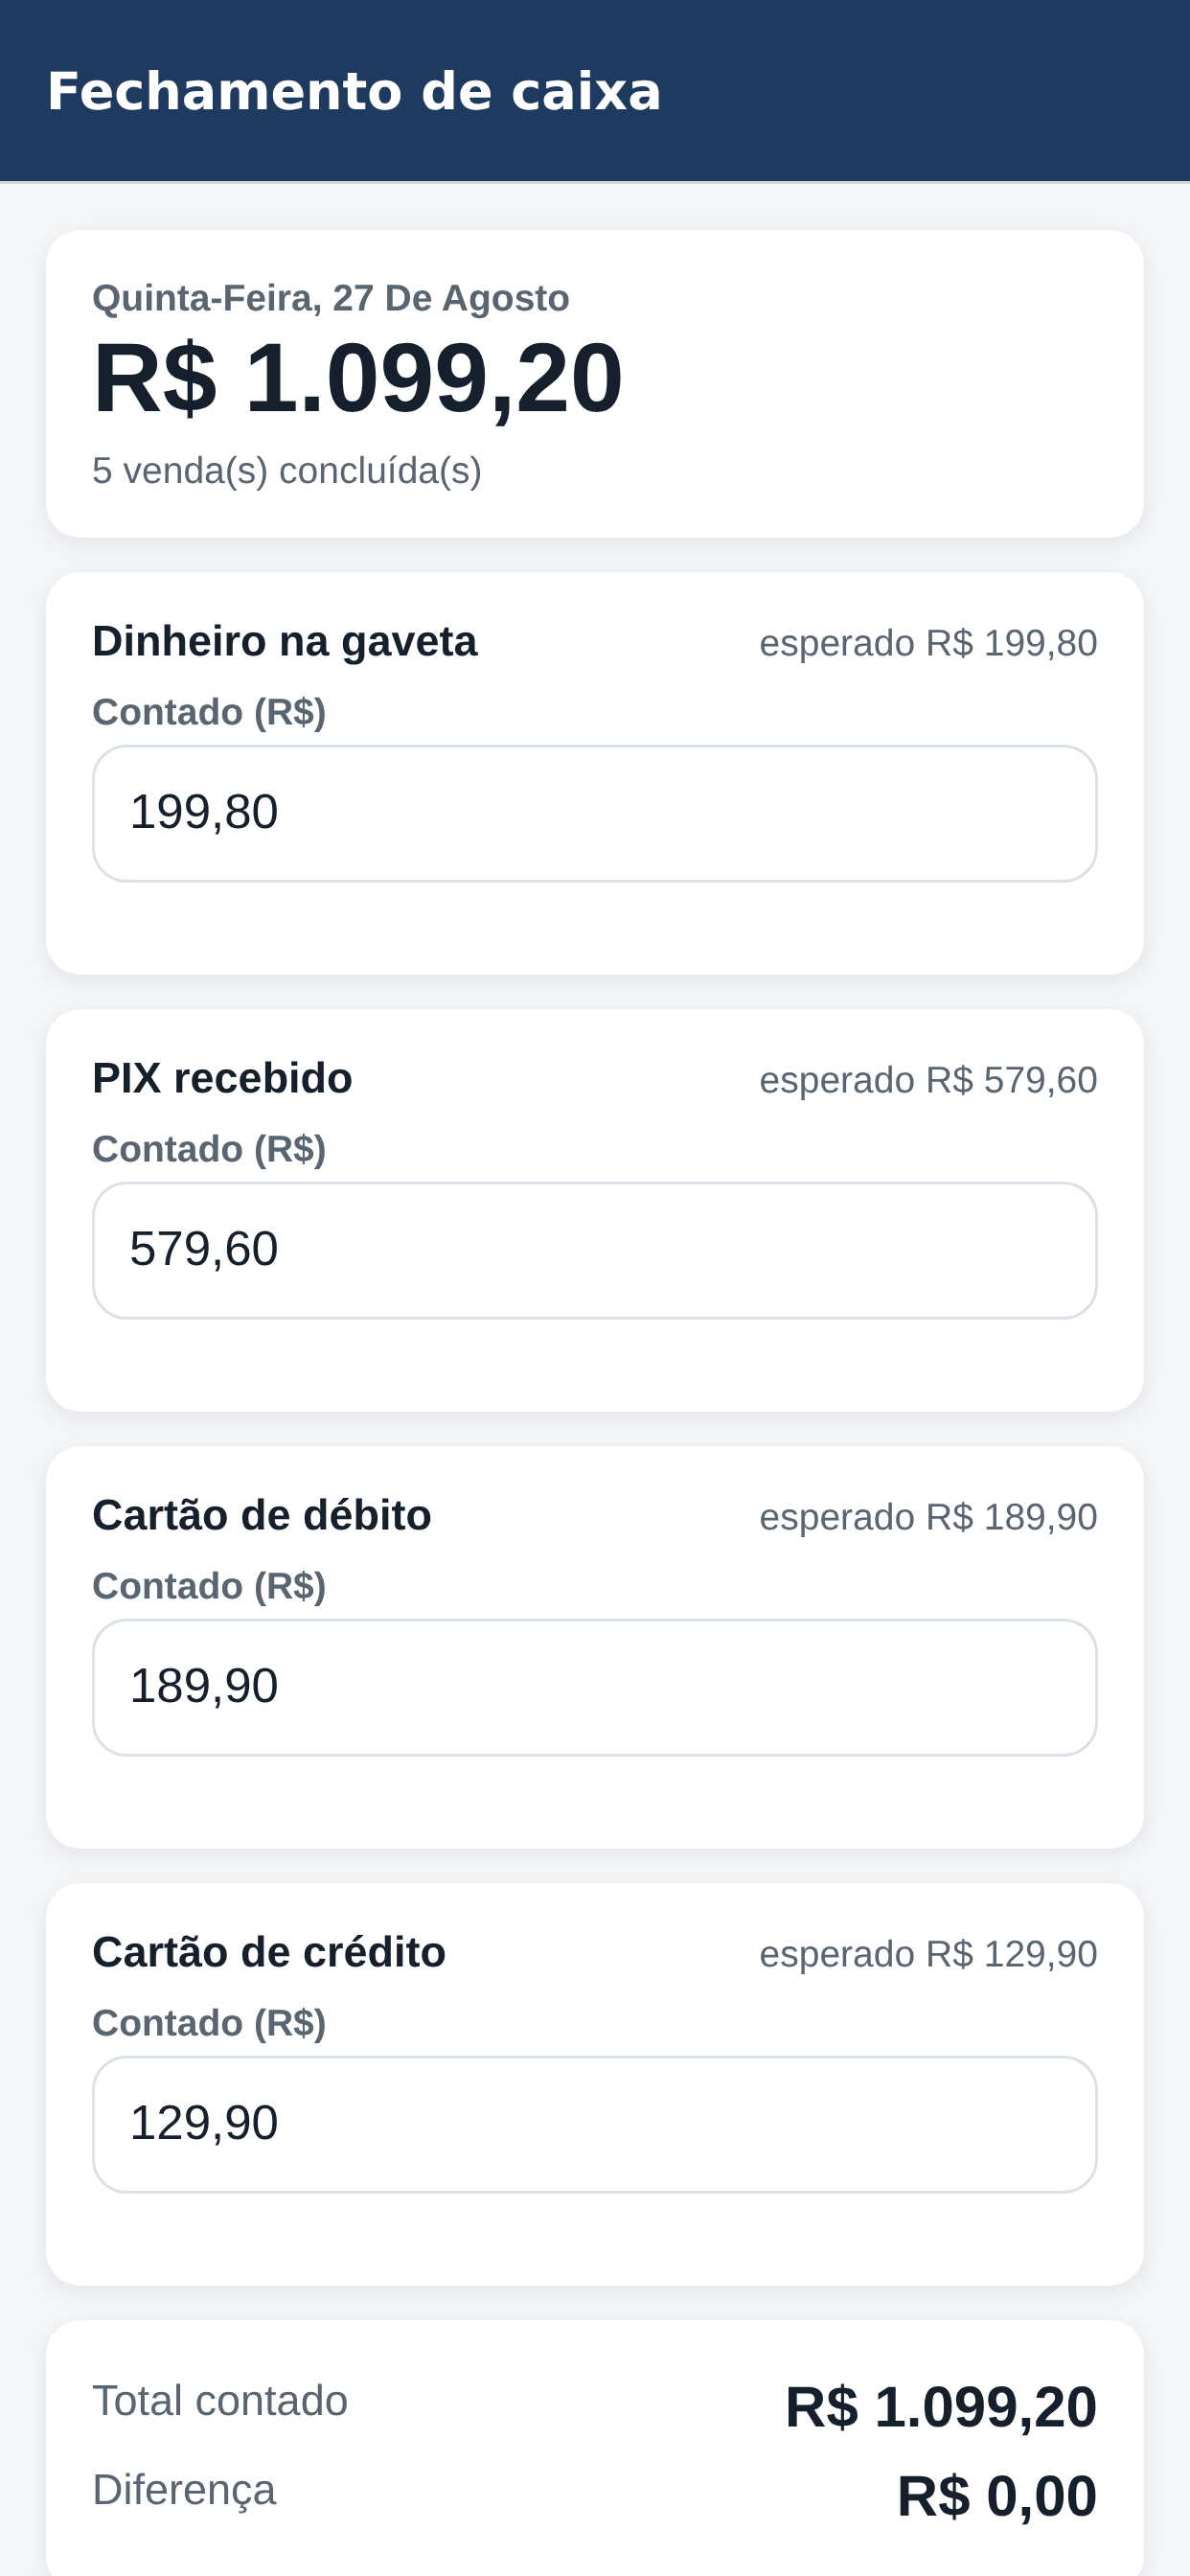 Fechamento de caixa
Quinta-Feira, 27 De Agosto
R$ 1.099,20
5 venda(s) concluída(s)
Dinheiro na gaveta esperado R$ 199,80
Contado (R$)
199,80
PIX recebido esperado R$ 579,60
Contado (R$)
579,60
Cartão de débito esperado R$ 189,90
Contado (R$)
189,90
Cartão de crédito esperado R$ 129,90
Contado (R$)
129,90
Total contado R$ 1.099,20
Diferença R$ 0,00